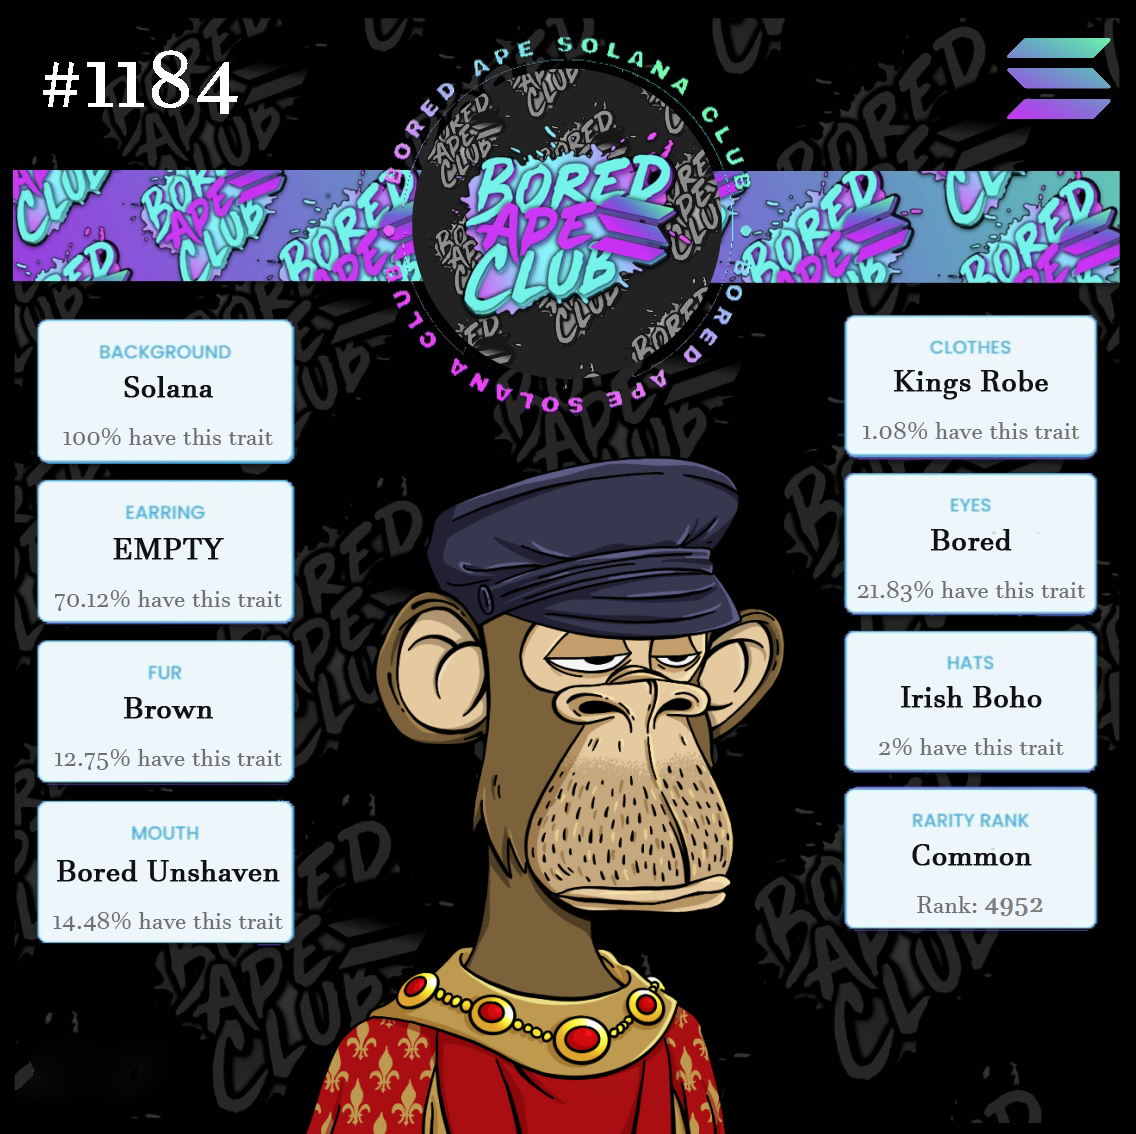 #1184
BORED APE SOLANA CLUB
BORED APE SOLANA CLUB
BORED
APE
CLUB
BACKGROUND
Solana
100% have this trait
EARRING
EMPTY
70.12% have this trait
FUR
Brown
12.75% have this trait
MOUTH
Bored Unshaven
14.48% have this trait
CLOTHES
Kings Robe
1.08% have this trait
EYES
Bored
21.83% have this trait
HATS
Irish Boho
2% have this trait
RARITY RANK
Common
Rank: 4952